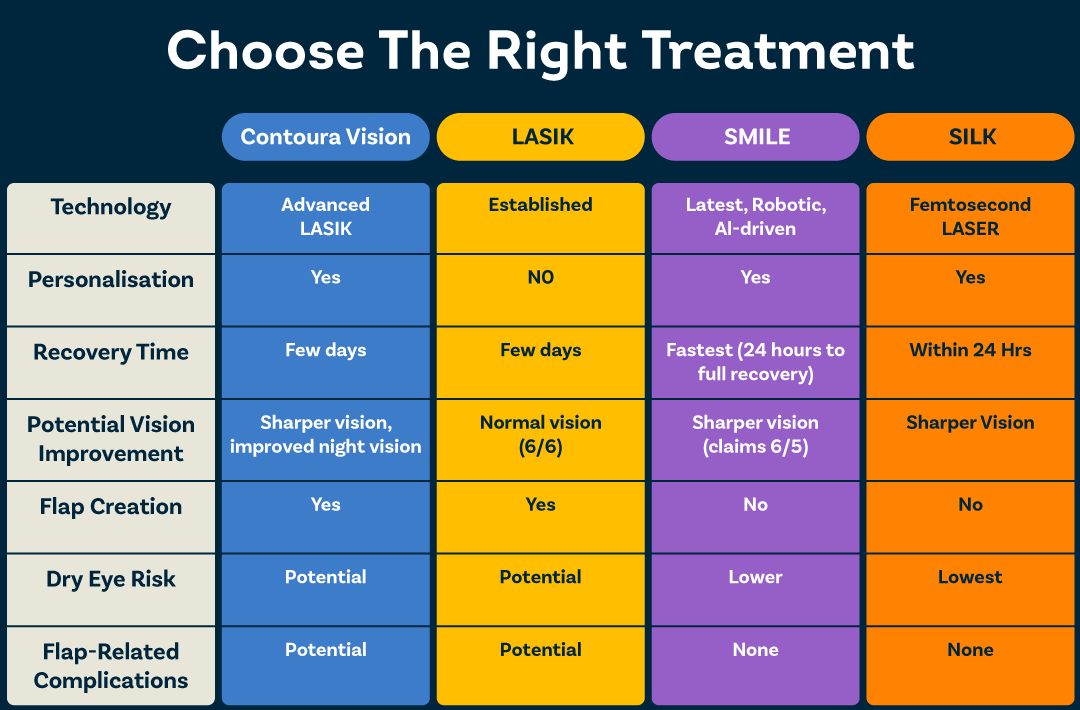 Choose The Right Treatment
Contoura Vision
LASIK
SMILE
SILK
Technology
Advanced
LASIK
Established
Latest, Robotic,
AI-driven
Femtosecond
LASER
Personalisation
Yes
NO
Yes
Yes
Recovery Time
Few days
Few days
Fastest (24 hours to
full recovery)
Within 24 Hrs
Potential Vision
Improvement
Sharper vision,
improved night vision
Normal vision
(6/6)
Sharper vision
(claims 6/5)
Sharper Vision
Flap Creation
Yes
Yes
No
No
Dry Eye Risk
Potential
Potential
Lower
Lowest
Flap-Related
Complications
Potential
Potential
None
None